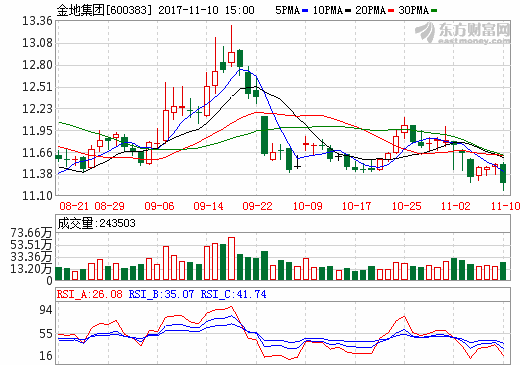 金地集团[600383] 2017-11-10 15:00 5PMA 10PMA 20PMA 30PMA
东方财富网
eastmoney.com
13.36
13.08
12.80
12.51
12.23
11.95
11.66
11.38
11.10
08-21 08-29 09-06 09-14 09-22 10-09 10-17 10-25 11-02 11-10
成交量:243503
73.66万
53.51万
33.36万
13.20万
0
RSI_A:26.08 RSI_B:35.07 RSI_C:41.74
94
55
16